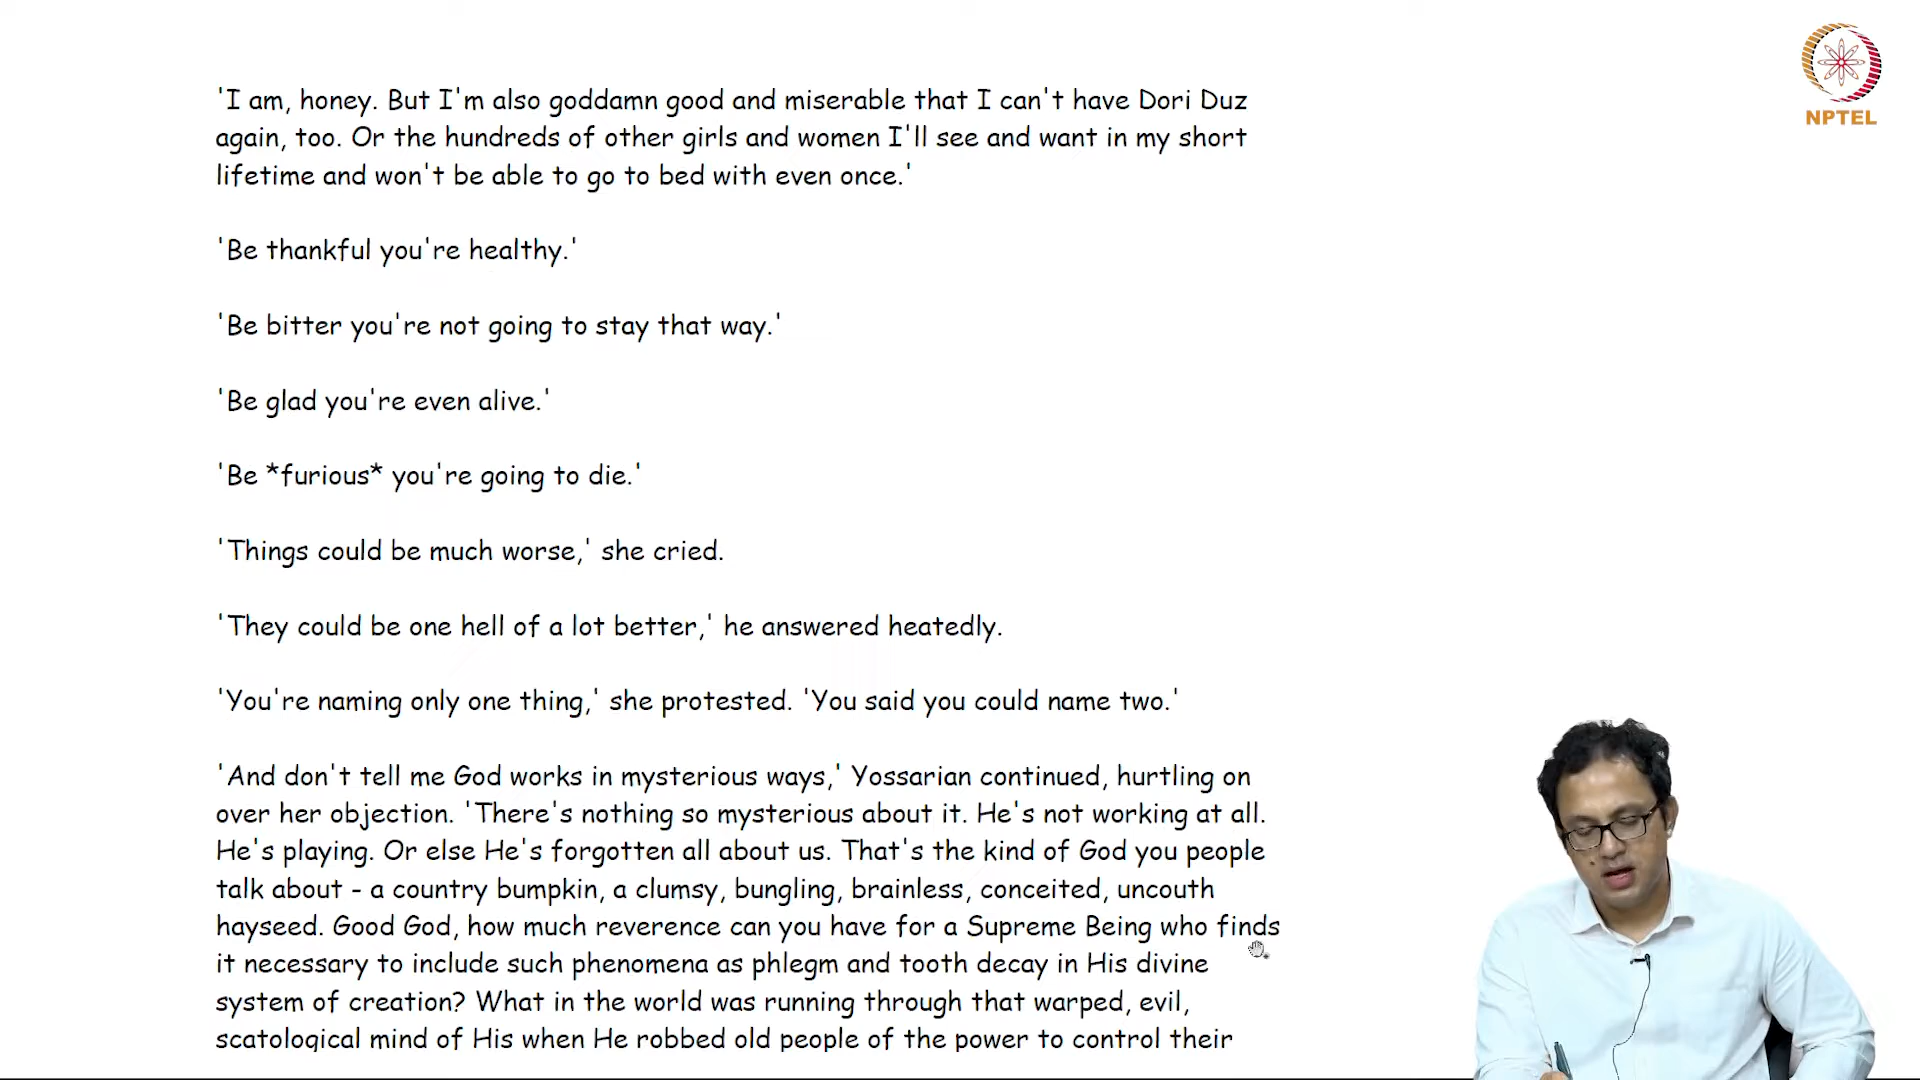 'I am, honey. But I'm also goddamn good and miserable that I can't have Dori Duz
again, too. Or the hundreds of other girls and women I'll see and want in my short
lifetime and won't be able to go to bed with even once.'
'Be thankful you're healthy.'
'Be bitter you're not going to stay that way.'
'Be glad you're even alive.'
'Be *furious* you're going to die.'
'Things could be much worse,' she cried.
'They could be one hell of a lot better,' he answered heatedly.
'You're naming only one thing,' she protested. 'You said you could name two.'
'And don't tell me God works in mysterious ways,' Yossarian continued, hurtling on
over her objection. 'There's nothing so mysterious about it. He's not working at all.
He's playing. Or else He's forgotten all about us. That's the kind of God you people
talk about - a country bumpkin, a clumsy, bungling, brainless, conceited, uncouth
hayseed. Good God, how much reverence can you have for a Supreme Being who finds
it necessary to include such phenomena as phlegm and tooth decay in His divine
system of creation? What in the world was running through that warped, evil,
scatological mind of His when He robbed old people of the power to control their
NPTEL